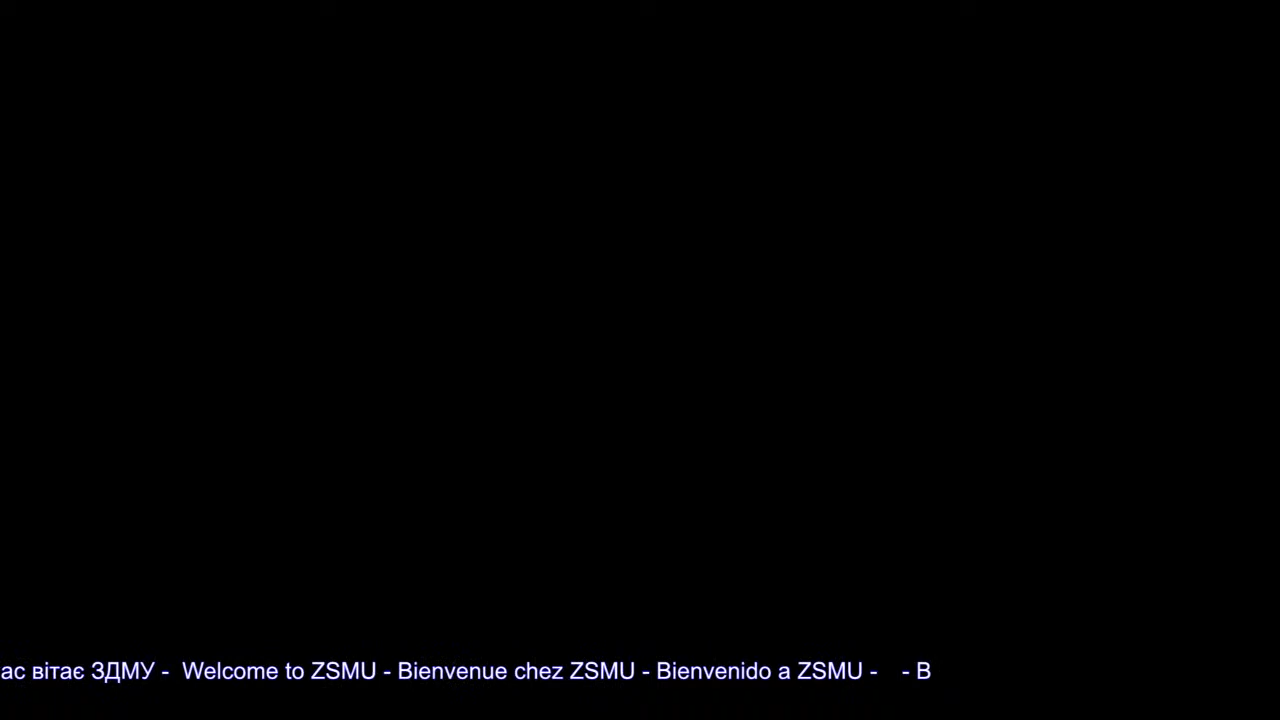 ас вітає ЗДМУ - Welcome to ZSMU - Bienvenue chez ZSMU - Bienvenido a ZSMU - - В